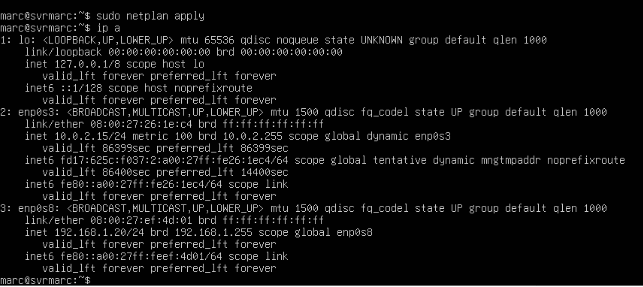 marc@svrmarc:~$ sudo netplan apply
marc@svrmarc:~$ ip a
1: lo: <LOOPBACK,UP,LOWER_UP> mtu 65536 qdisc noqueue state UNKNOWN group default qlen 1000
    link/loopback 00:00:00:00:00:00 brd 00:00:00:00:00:00
    inet 127.0.0.1/8 scope host lo
       valid_lft forever preferred_lft forever
    inet6 ::1/128 scope host noprefixroute
       valid_lft forever preferred_lft forever
2: enp0s3: <BROADCAST,MULTICAST,UP,LOWER_UP> mtu 1500 qdisc fq_codel state UP group default qlen 1000
    link/ether 08:00:27:26:1e:c4 brd ff:ff:ff:ff:ff:ff
    inet 10.0.2.15/24 metric 100 brd 10.0.2.255 scope global dynamic enp0s3
       valid_lft 86399sec preferred_lft 86399sec
    inet6 fd17:625c:f037:2:a00:27ff:fe26:1ec4/64 scope global tentative dynamic mngtmpaddr noprefixroute
       valid_lft 86400sec preferred_lft 14400sec
    inet6 fe80::a00:27ff:fe26:1ec4/64 scope link
       valid_lft forever preferred_lft forever
3: enp0s8: <BROADCAST,MULTICAST,UP,LOWER_UP> mtu 1500 qdisc fq_codel state UP group default qlen 1000
    link/ether 08:00:27:ef:4d:01 brd ff:ff:ff:ff:ff:ff
    inet 192.168.1.20/24 brd 192.168.1.255 scope global enp0s8
       valid_lft forever preferred_lft forever
    inet6 fe80::a00:27ff:feef:4d01/64 scope link
       valid_lft forever preferred_lft forever
marc@svrmarc:~$